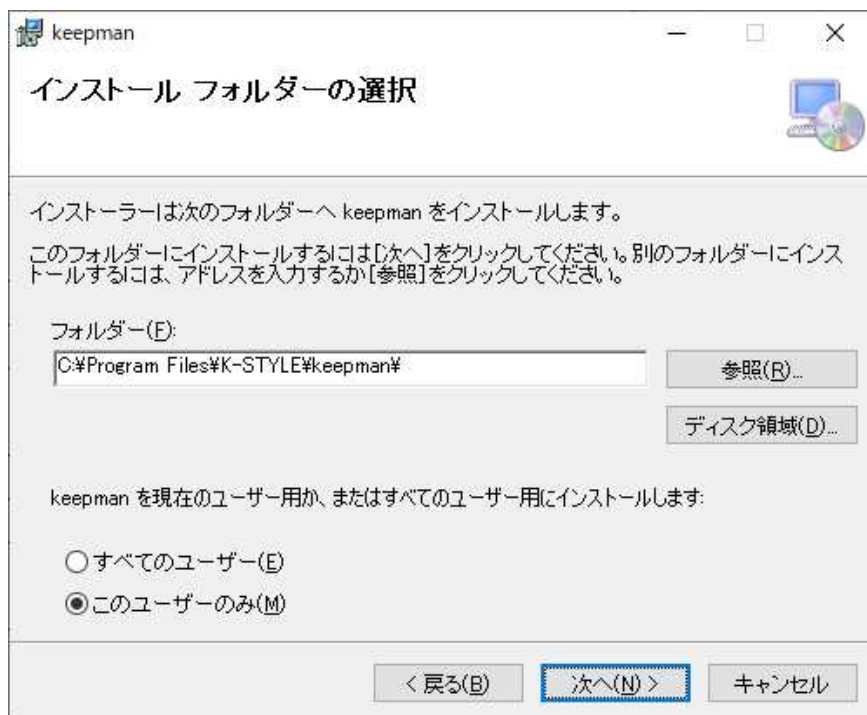 keepman
インストール フォルダーの選択
インストーラーは次のフォルダーへ keepman をインストールします。
このフォルダーにインストールするには[次へ]をクリックしてください。別のフォルダーにインス
トールするには、アドレスを入力するか[参照]をクリックしてください。
フォルダー(F):
C:¥Program Files¥K-STYLE¥keepman¥
参照(R)...
ディスク領域(D)...
keepman を現在のユーザー用か、またはすべてのユーザー用にインストールします:
すべてのユーザー(E)
このユーザーのみ(M)
< 戻る(B)
次へ(N) >
キャンセル